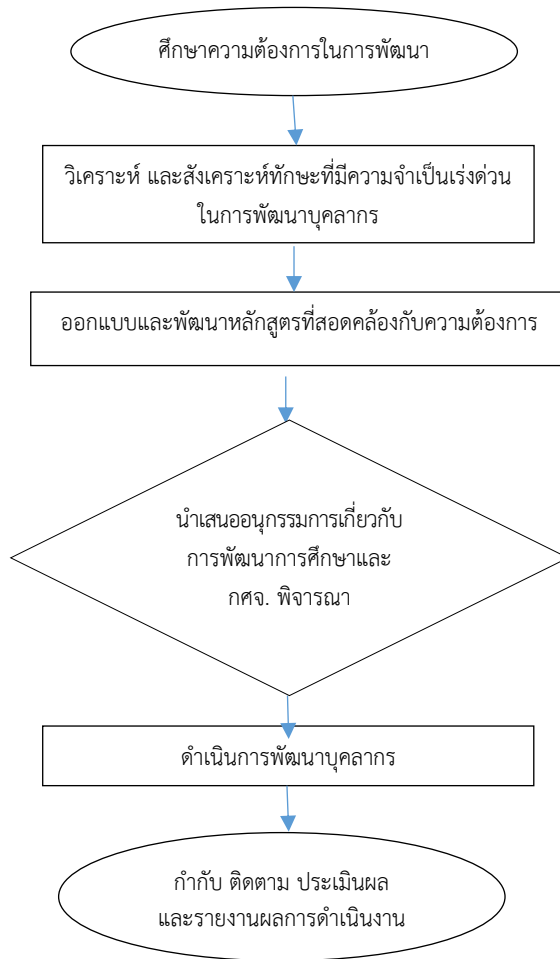 ศึกษาความต้องการในการพัฒนา
วิเคราะห์ และสังเคราะห์ทักษะที่มีความจำเป็นเร่งด่วน
ในการพัฒนาบุคลากร
ออกแบบและพัฒนาหลักสูตรที่สอดคล้องกับความต้องการ
นำเสนออนุกรรมการเกี่ยวกับ
การพัฒนาการศึกษาและ
กศจ. พิจารณา
ดำเนินการพัฒนาบุคลากร
กำกับ ติดตาม ประเมินผล
และรายงานผลการดำเนินงาน